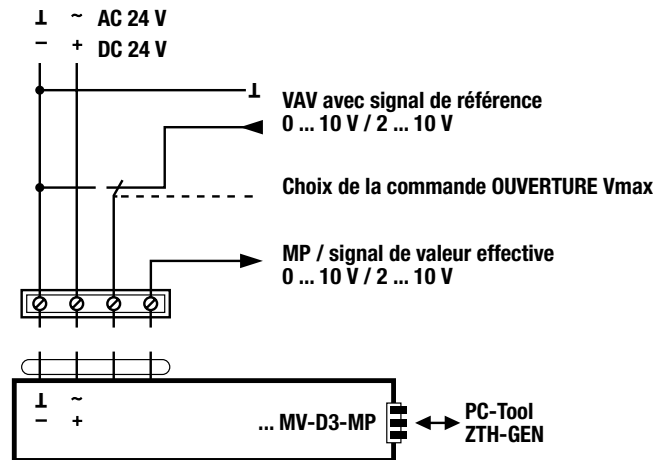 ⊥ ~ AC 24 V
– + DC 24 V
⊥
VAV avec signal de référence
0 ... 10 V / 2 ... 10 V
Choix de la commande OUVERTURE Vmax
MP / signal de valeur effective
0 ... 10 V / 2 ... 10 V
⊥ ~
– +
... MV-D3-MP
PC-Tool
ZTH-GEN